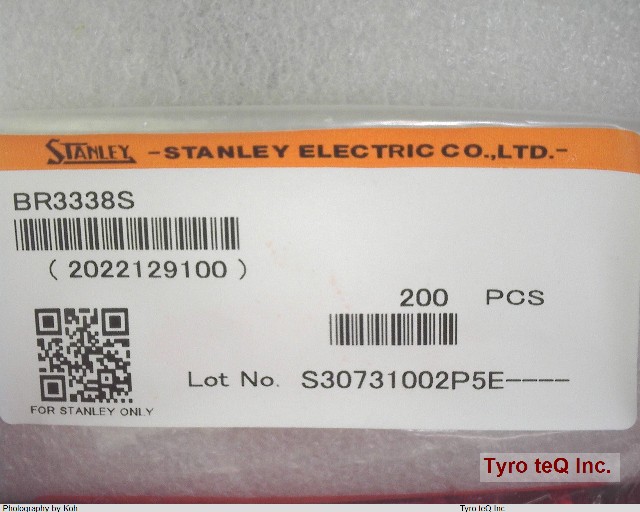 STANLEY -STANLEY ELECTRIC CO.,LTD.-
BR3338S
(2022129100)
200 PCS
Lot No. S30731002P5E----
FOR STANLEY ONLY
Tyro teQ Inc.
Photography by Koh
Tyro teQ Inc